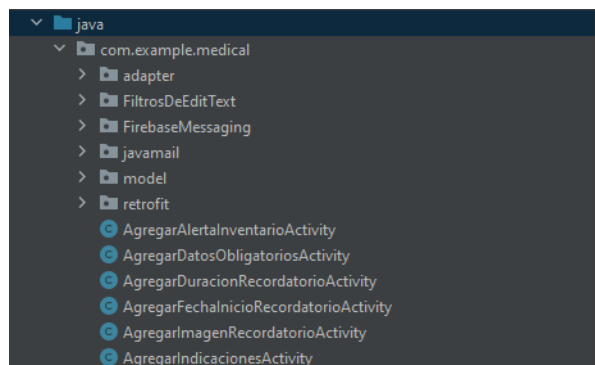 java
com.example.medical
adapter
FiltrosDeEditText
FirebaseMessaging
javamail
model
retrofit
C AgregarAlertaInventarioActivity
C AgregarDatosObligatoriosActivity
C AgregarDuracionRecordatorioActivity
C AgregarFechaInicioRecordatorioActivity
C AgregarImagenRecordatorioActivity
C AgregarIndicacionesActivity